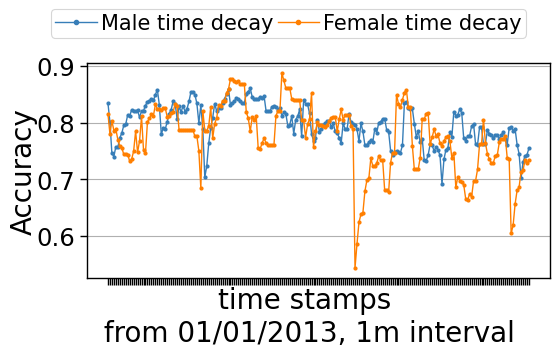 Male time decay Female time decay
0.9
0.8
0.7
0.6
Accuracy
time stamps
from 01/01/2013, 1m interval